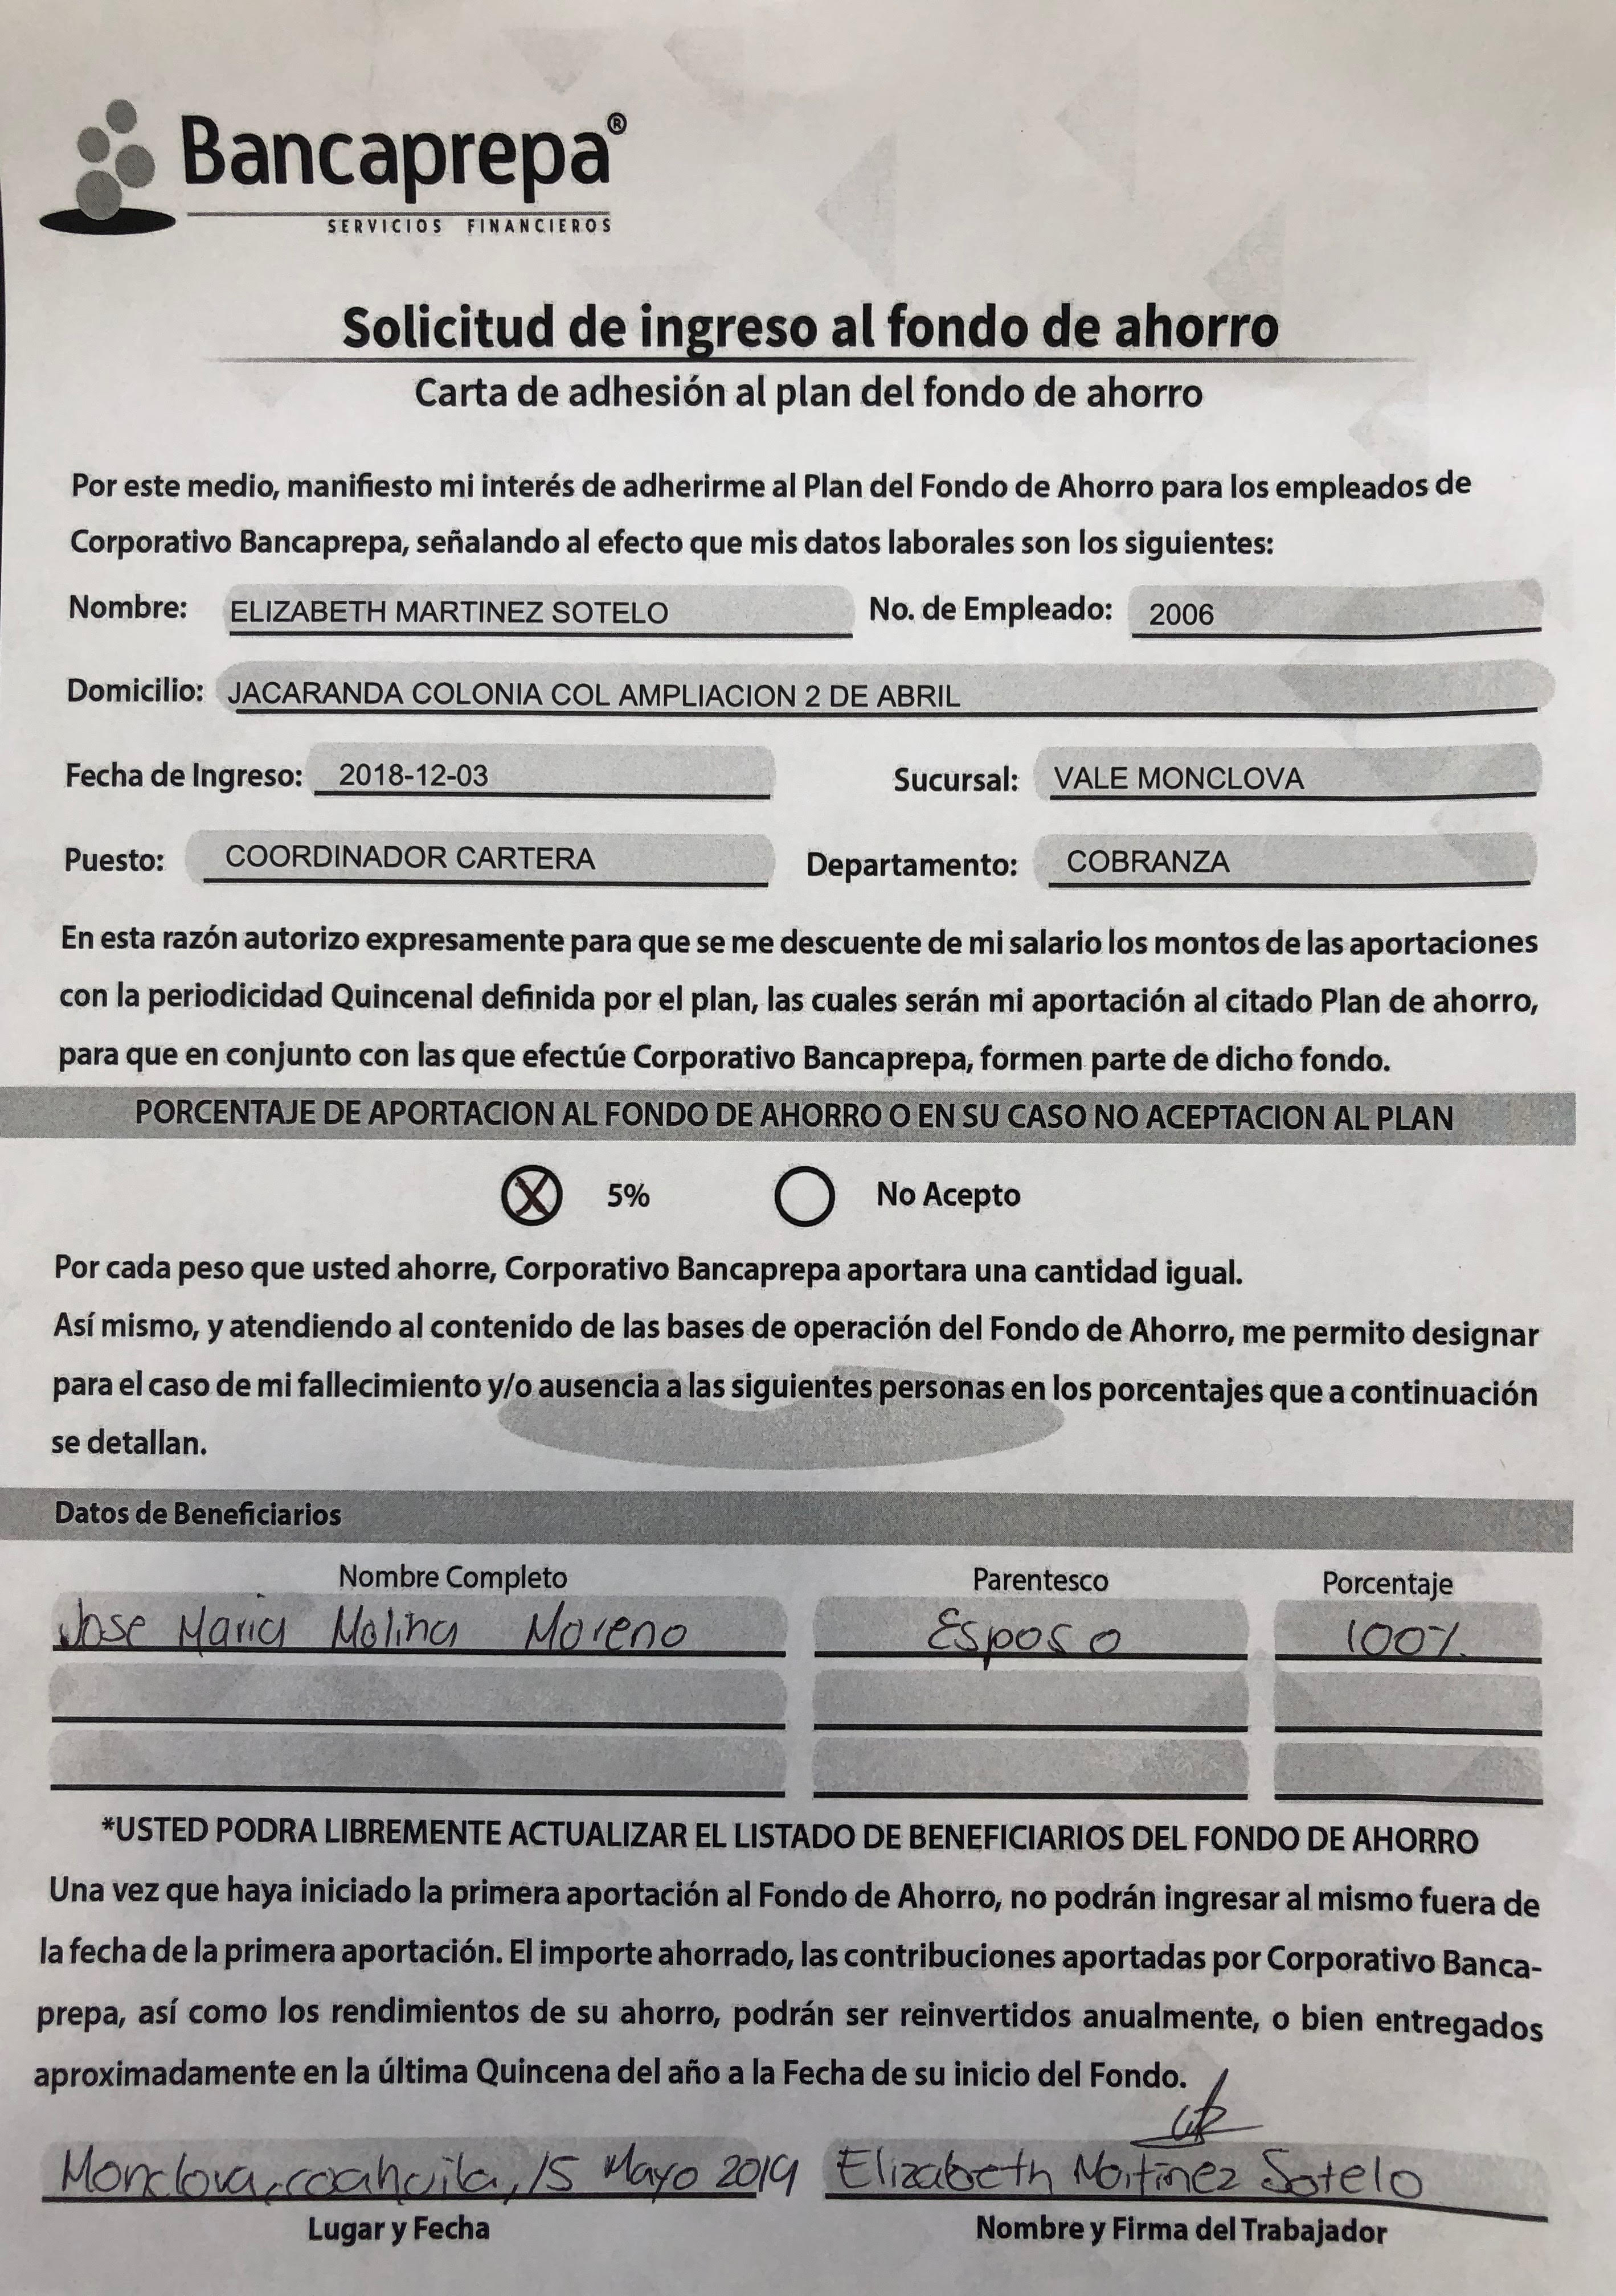 Bancaprepa®
SERVICIOS FINANCIEROS
Solicitud de ingreso al fondo de ahorro
Carta de adhesión al plan del fondo de ahorro
Por este medio, manifiesto mi interés de adherirme al Plan del Fondo de Ahorro para los empleados de
Corporativo Bancaprepa, señalando al efecto que mis datos laborales son los siguientes:
Nombre: ELIZABETH MARTINEZ SOTELO No. de Empleado: 2006
Domicilio: JACARANDA COLONIA COL AMPLIACION 2 DE ABRIL
Fecha de Ingreso: 2018-12-03 Sucursal: VALE MONCLOVA
Puesto: COORDINADOR CARTERA Departamento: COBRANZA
En esta razón autorizo expresamente para que se me descuente de mi salario los montos de las aportaciones
con la periodicidad Quincenal definida por el plan, las cuales serán mi aportación al citado Plan de ahorro,
para que en conjunto con las que efectúe Corporativo Bancaprepa, formen parte de dicho fondo.
PORCENTAJE DE APORTACION AL FONDO DE AHORRO O EN SU CASO NO ACEPTACION AL PLAN
X 5% No Acepto
Por cada peso que usted ahorre, Corporativo Bancaprepa aportara una cantidad igual.
Así mismo, y atendiendo al contenido de las bases de operación del Fondo de Ahorro, me permito designar
para el caso de mi fallecimiento y/o ausencia a las siguientes personas en los porcentajes que a continuación
se detallan.
Datos de Beneficiarios
Nombre Completo Parentesco Porcentaje
Jose Maria Molina Moreno Esposo 100%
*USTED PODRA LIBREMENTE ACTUALIZAR EL LISTADO DE BENEFICIARIOS DEL FONDO DE AHORRO
Una vez que haya iniciado la primera aportación al Fondo de Ahorro, no podrán ingresar al mismo fuera de
la fecha de la primera aportación. El importe ahorrado, las contribuciones aportadas por Corporativo Banca-
prepa, así como los rendimientos de su ahorro, podrán ser reinvertidos anualmente, o bien entregados
aproximadamente en la última Quincena del año a la Fecha de su inicio del Fondo.
Monclova, coahuila, 15 Mayo 2019 Elizabeth Martinez Sotelo
Lugar y Fecha Nombre y Firma del Trabajador